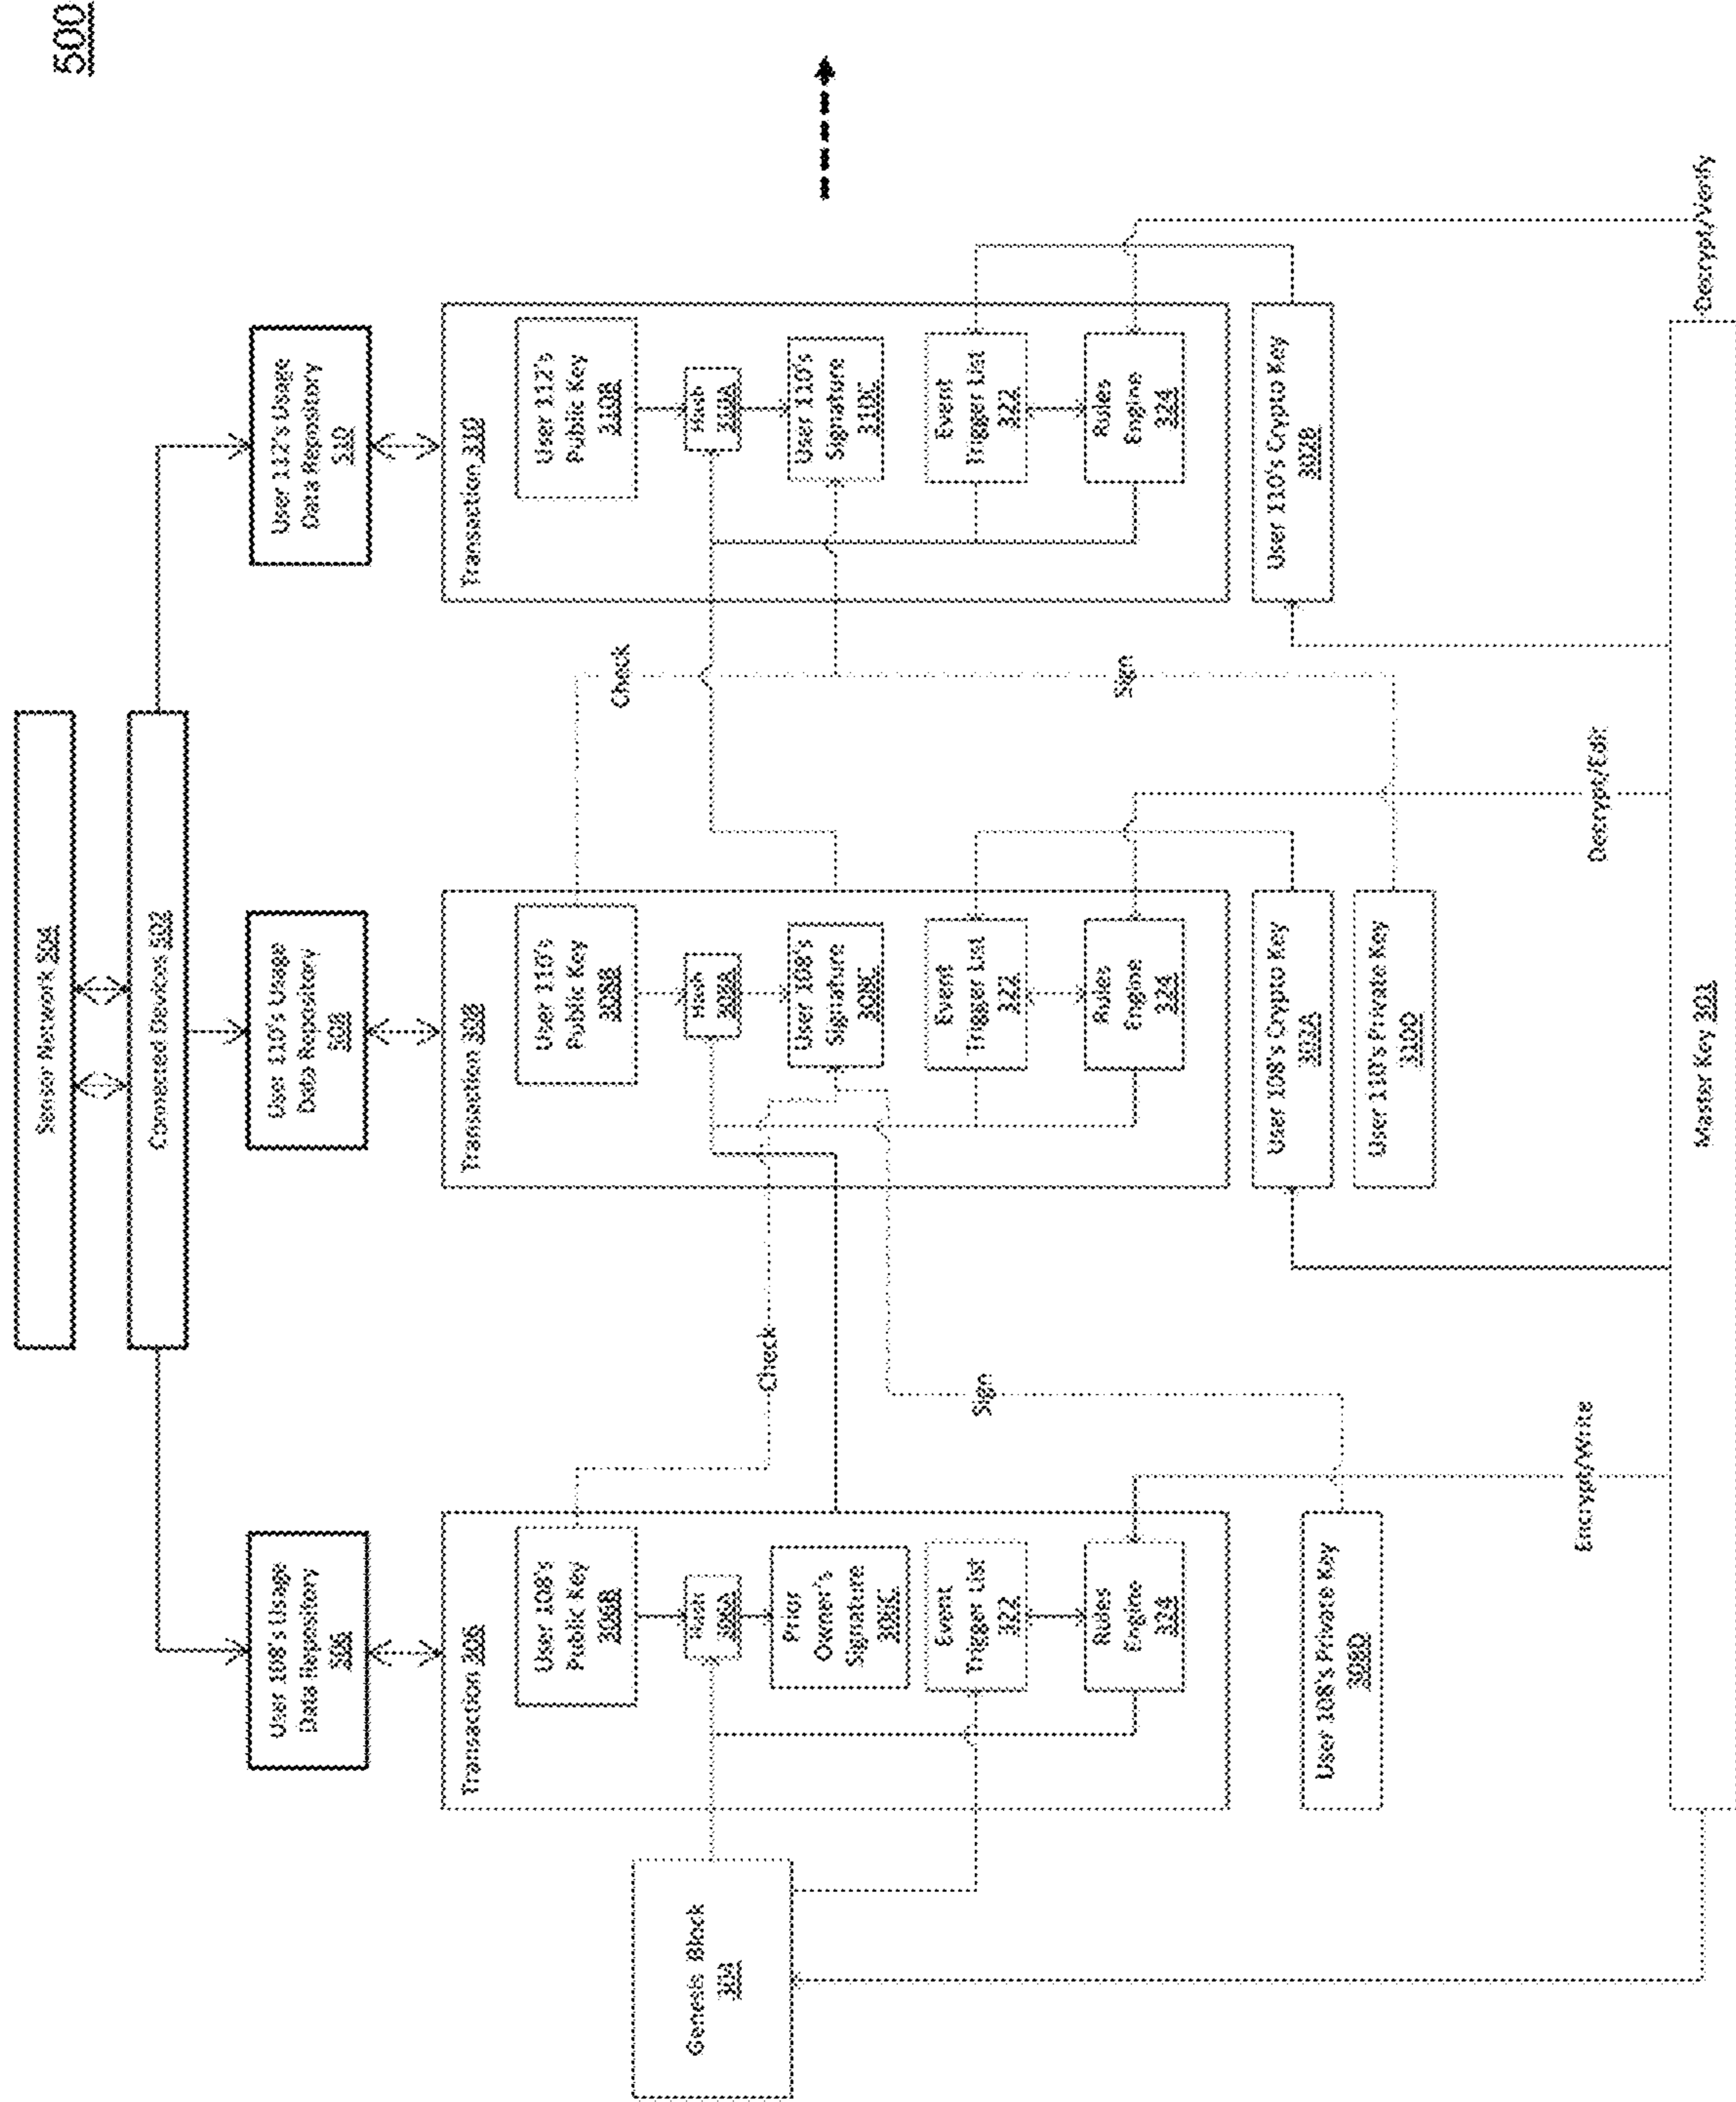 500
Sensor Network 504
Connected Devices 502
User 108's Usage
Data Repository
506
User 110's Usage
Data Repository
508
User 112's Usage
Data Repository
510
Transaction 306
User 108's
Public Key
306B
Hash
306A
Prior
Owner's
Signature
306C
Event
Trigger List
322
Rules
Engine
324
Transaction 308
User 110's
Public Key
308B
Hash
308A
User 108's
Signature
308C
Event
Trigger List
322
Rules
Engine
324
Transaction 310
User 112's
Public Key
310B
Hash
310A
User 110's
Signature
310C
Event
Trigger List
322
Rules
Engine
324
Genesis Block
304
Check
Sign
Check
Sign
User 108's Private Key
User 108's Crypto Key
302A
User 110's Private Key
User 110's Crypto Key
302B
Encrypt/Write
Decrypt/Edit
Decrypt/Verify
Master Key 301